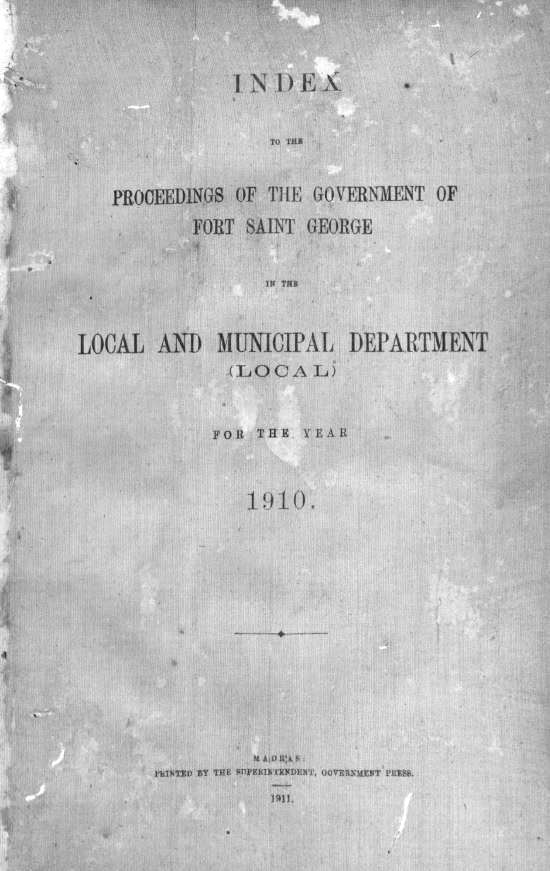 INDEX
TO THE
PROCEEDINGS OF THE GOVERNMENT OF
FORT SAINT GEORGE
IN THE
LOCAL AND MUNICIPAL DEPARTMENT
(LOCAL)
FOR THE YEAR
1910.
MADRAS:
PRINTED BY THE SUPERINTENDENT, GOVERNMENT PRESS.
1911.